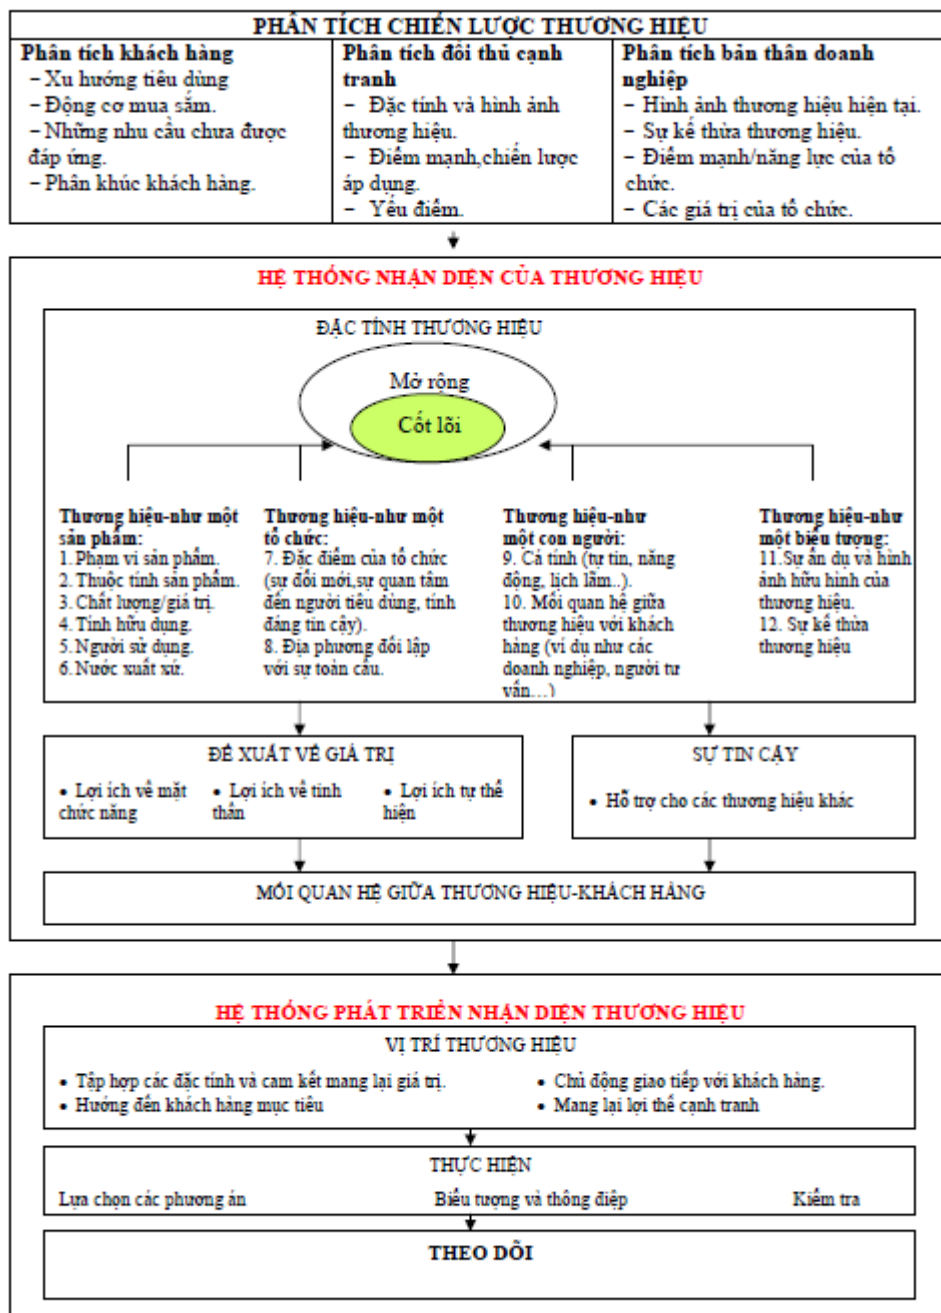 PHÂN TÍCH CHIẾN LƯỢC THƯƠNG HIỆU
Phân tích khách hàng
– Xu hướng tiêu dùng
– Động cơ mua sắm.
– Những nhu cầu chưa được
đáp ứng.
– Phân khúc khách hàng.
Phân tích đối thủ cạnh
tranh
– Đặc tính và hình ảnh
thương hiệu.
– Điểm mạnh,chiến lược
áp dụng.
– Yếu điểm.
Phân tích bản thân doanh
nghiệp
– Hình ảnh thương hiệu hiện tại.
– Sự kế thừa thương hiệu.
– Điểm mạnh/năng lực của tổ
chức.
– Các giá trị của tổ chức.
HỆ THỐNG NHẬN DIỆN CỦA THƯƠNG HIỆU
ĐẶC TÍNH THƯƠNG HIỆU
Mở rộng
Cốt lõi
Thương hiệu-như một
sản phẩm:
1. Phạm vi sản phẩm.
2. Thuộc tính sản phẩm.
3. Chất lượng/giá trị.
4. Tính hữu dụng.
5. Người sử dụng.
6. Nước xuất xứ.
Thương hiệu-như một
tổ chức:
7. Đặc điểm của tổ chức
(sự đổi mới,sự quan tâm
đến người tiêu dùng, tính
đáng tin cậy).
8. Địa phương đối lập
với sự toàn cầu.
Thương hiệu-như
một con người:
9. Cá tính (tự tin, năng
động, lịch lãm..).
10. Mối quan hệ giữa
thương hiệu với khách
hàng (ví dụ như các
doanh nghiệp, người tư
vấn…)
Thương hiệu-như
một biểu tượng:
11.Sự ẩn dụ và hình
ảnh hữu hình của
thương hiệu.
12. Sự kế thừa
thương hiệu
ĐỀ XUẤT VỀ GIÁ TRỊ
• Lợi ích về mặt
chức năng
• Lợi ích về tinh
thần
• Lợi ích tự thể
hiện
SỰ TIN CẬY
• Hỗ trợ cho các thương hiệu khác
MỐI QUAN HỆ GIỮA THƯƠNG HIỆU-KHÁCH HÀNG
HỆ THỐNG PHÁT TRIỂN NHẬN DIỆN THƯƠNG HIỆU
VỊ TRÍ THƯƠNG HIỆU
• Tập hợp các đặc tính và cam kết mang lại giá trị.
• Hướng đến khách hàng mục tiêu
• Chủ động giao tiếp với khách hàng.
• Mang lại lợi thế cạnh tranh
THỰC HIỆN
Lựa chọn các phương án
Biểu tượng và thông điệp
Kiểm tra
THEO DÕI